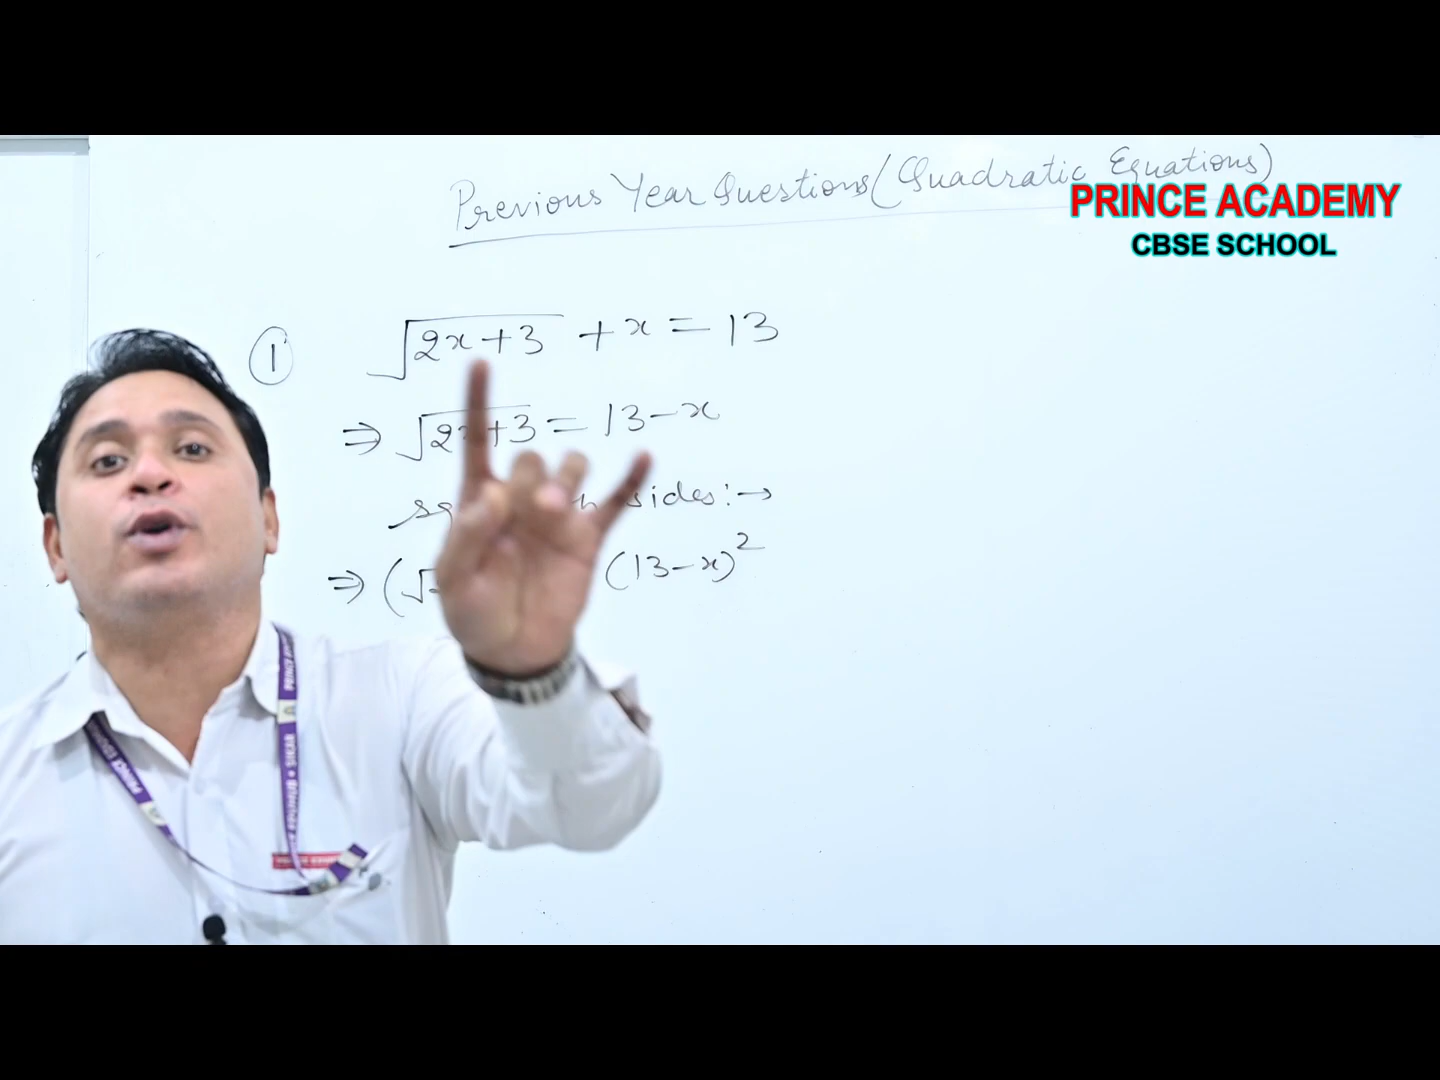 Previous Year Questions (Quadratic Equations)
PRINCE ACADEMY
CBSE SCHOOL
① √(2x+3) + x = 13
⇒ √(2x+3) = 13 - x
sides :→
⇒ (√ (13 - x)²